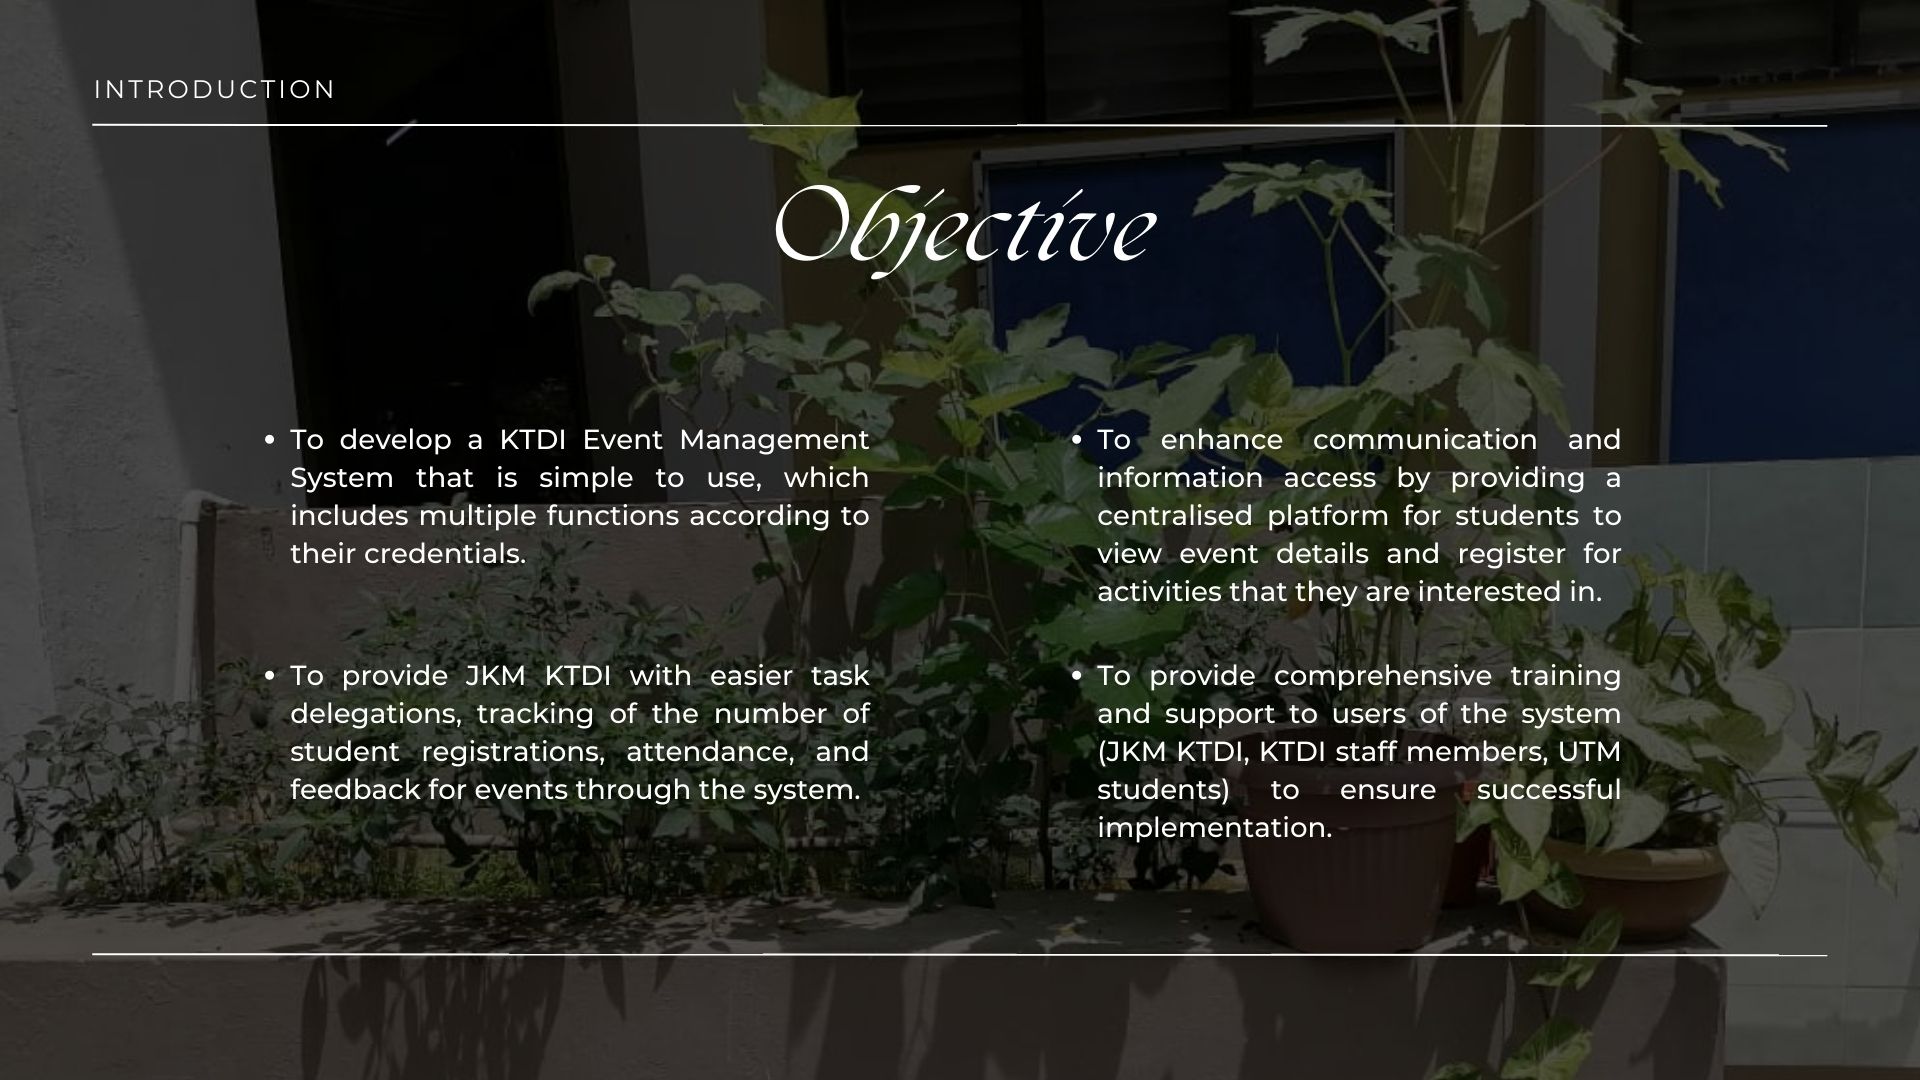 INTRODUCTION
Objective
• To develop a KTDI Event Management
System that is simple to use, which
includes multiple functions according to
their credentials.
• To provide JKM KTDI with easier task
delegations, tracking of the number of
student registrations, attendance, and
feedback for events through the system.
• To enhance communication and
information access by providing a
centralised platform for students to
view event details and register for
activities that they are interested in.
• To provide comprehensive training
and support to users of the system
(JKM KTDI, KTDI staff members, UTM
students) to ensure successful
implementation.